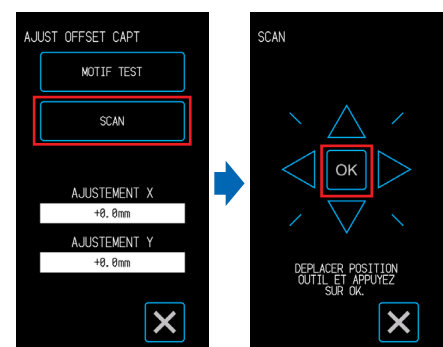 AJUST OFFSET CAPT
MOTIF TEST
SCAN
AJUSTEMENT X
+0.0mm
AJUSTEMENT Y
+0.0mm
SCAN
OK
DEPLACER POSITION
OUTIL ET APPUYEZ
SUR OK.